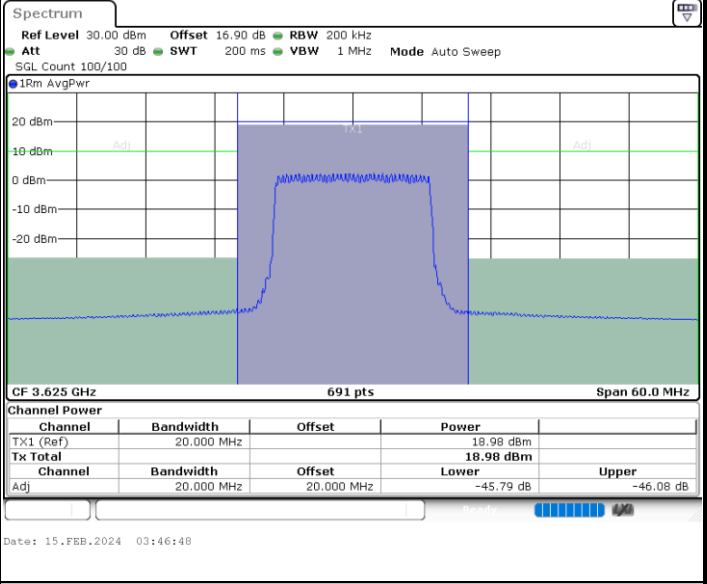 Spectrum
Ref Level 30.00 dBm Offset 16.90 dB RBW 200 kHz
Att 30 dB SWT 200 ms VBW 1 MHz Mode Auto Sweep
SGL Count 100/100
1Rm AvgPwr
20 dBm
TX1
Adj Adj
10 dBm
0 dBm
-10 dBm
-20 dBm
CF 3.625 GHz 691 pts Span 60.0 MHz
Channel Power
Channel Bandwidth Offset Power
TX1 (Ref) 20.000 MHz 18.98 dBm
Tx Total 18.98 dBm
Channel Bandwidth Offset Lower Upper
Adj 20.000 MHz 20.000 MHz -45.79 dB -46.08 dB
Ready
Date: 15.FEB.2024 03:46:48